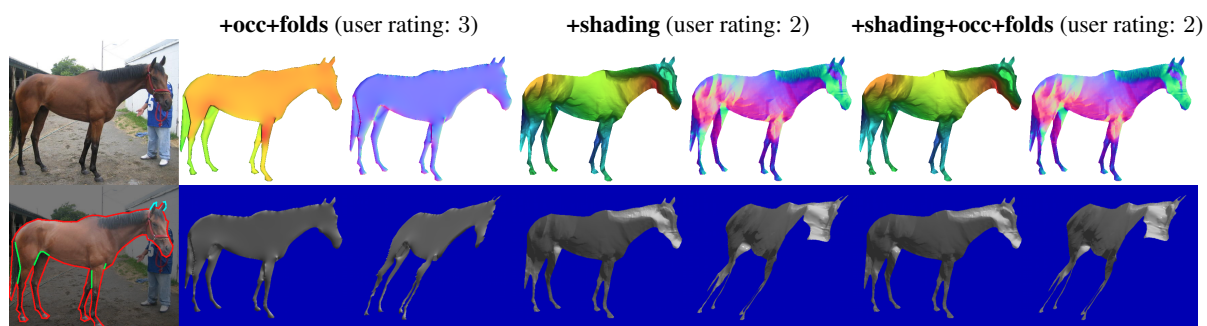 +occ+folds (user rating: 3) +shading (user rating: 2) +shading+occ+folds (user rating: 2)